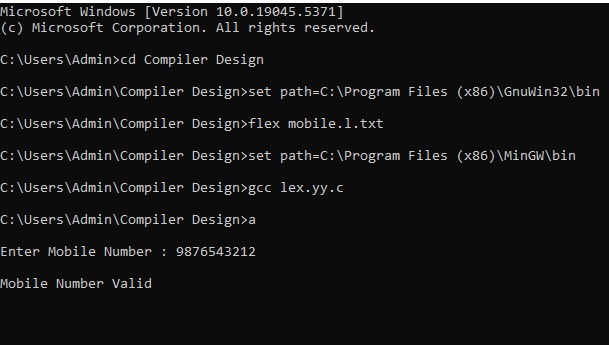 Microsoft Windows [Version 10.0.19045.5371]
(c) Microsoft Corporation. All rights reserved.
C:\Users\Admin>cd Compiler Design
C:\Users\Admin\Compiler Design>set path=C:\Program Files (x86)\GnuWin32\bin
C:\Users\Admin\Compiler Design>flex mobile.l.txt
C:\Users\Admin\Compiler Design>set path=C:\Program Files (x86)\MinGW\bin
C:\Users\Admin\Compiler Design>gcc lex.yy.c
C:\Users\Admin\Compiler Design>a
Enter Mobile Number : 9876543212
Mobile Number Valid